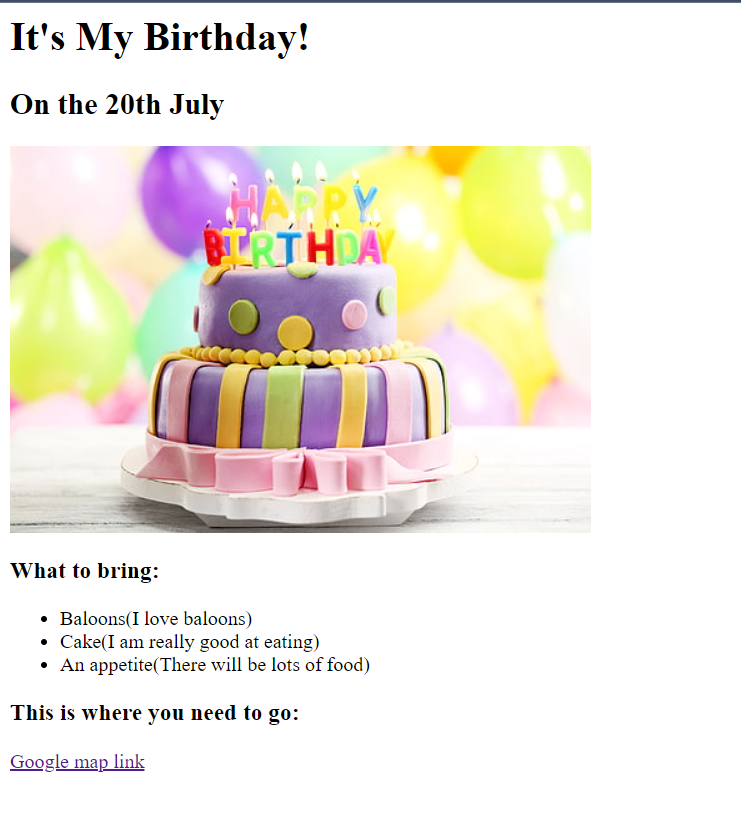 It's My Birthday!
On the 20th July
HAPPY
BIRTHDAY
What to bring:
Baloons(I love baloons)
Cake(I am really good at eating)
An appetite(There will be lots of food)
This is where you need to go:
Google map link